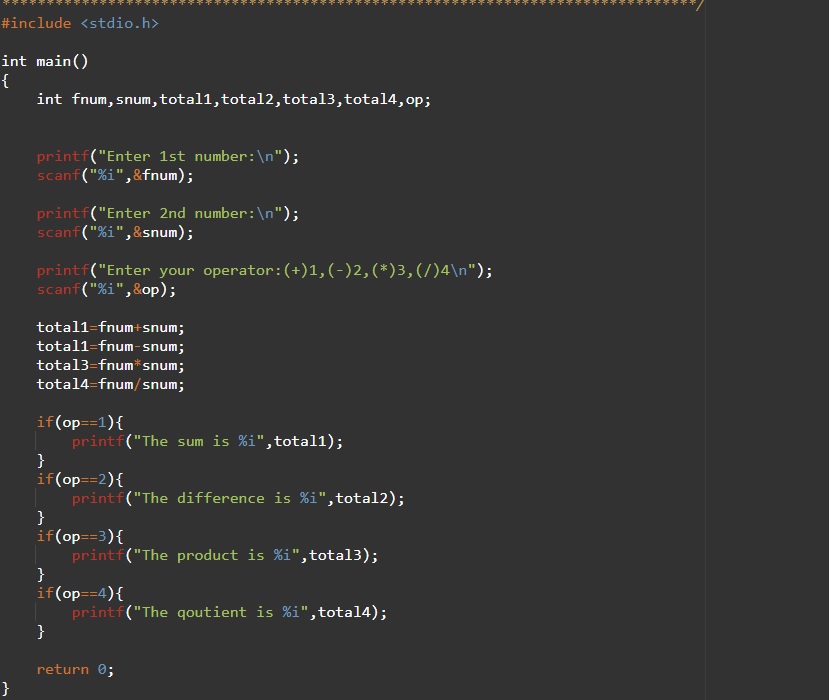 *******************************************************************************/
#include <stdio.h>
int main()
{
    int fnum,snum,total1,total2,total3,total4,op;
    printf("Enter 1st number:\n");
    scanf("%i",&fnum);
    printf("Enter 2nd number:\n");
    scanf("%i",&snum);
    printf("Enter your operator:(+)1,(-)2,(*)3,(/)4\n");
    scanf("%i",&op);
    total1=fnum+snum;
    total1=fnum-snum;
    total3=fnum*snum;
    total4=fnum/snum;
    if(op==1){
        printf("The sum is %i",total1);
    }
    if(op==2){
        printf("The difference is %i",total2);
    }
    if(op==3){
        printf("The product is %i",total3);
    }
    if(op==4){
        printf("The qoutient is %i",total4);
    }
    return 0;
}